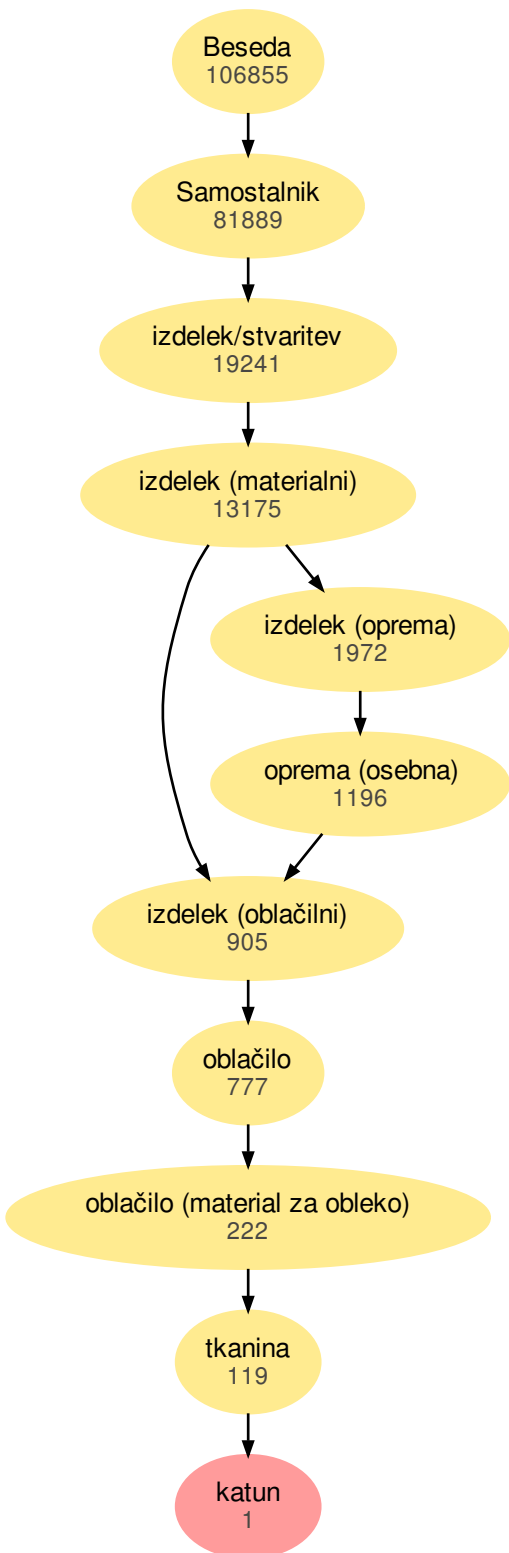 Beseda
106855
Samostalnik
81889
izdelek/stvaritev
19241
izdelek (materialni)
13175
izdelek (oprema)
1972
oprema (osebna)
1196
izdelek (oblačilni)
905
oblačilo
777
oblačilo (material za obleko)
222
tkanina
119
katun
1